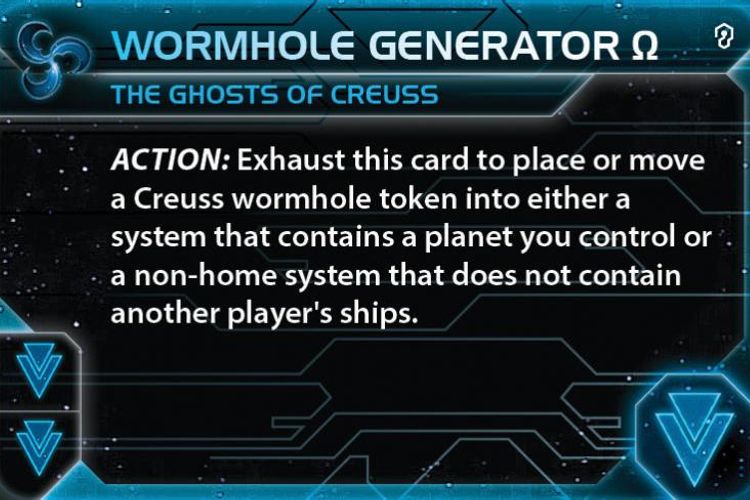 WORMHOLE GENERATOR Ω
THE GHOSTS OF CREUSS
ACTION: Exhaust this card to place or move
a Creuss wormhole token into either a
system that contains a planet you control or
a non-home system that does not contain
another player's ships.